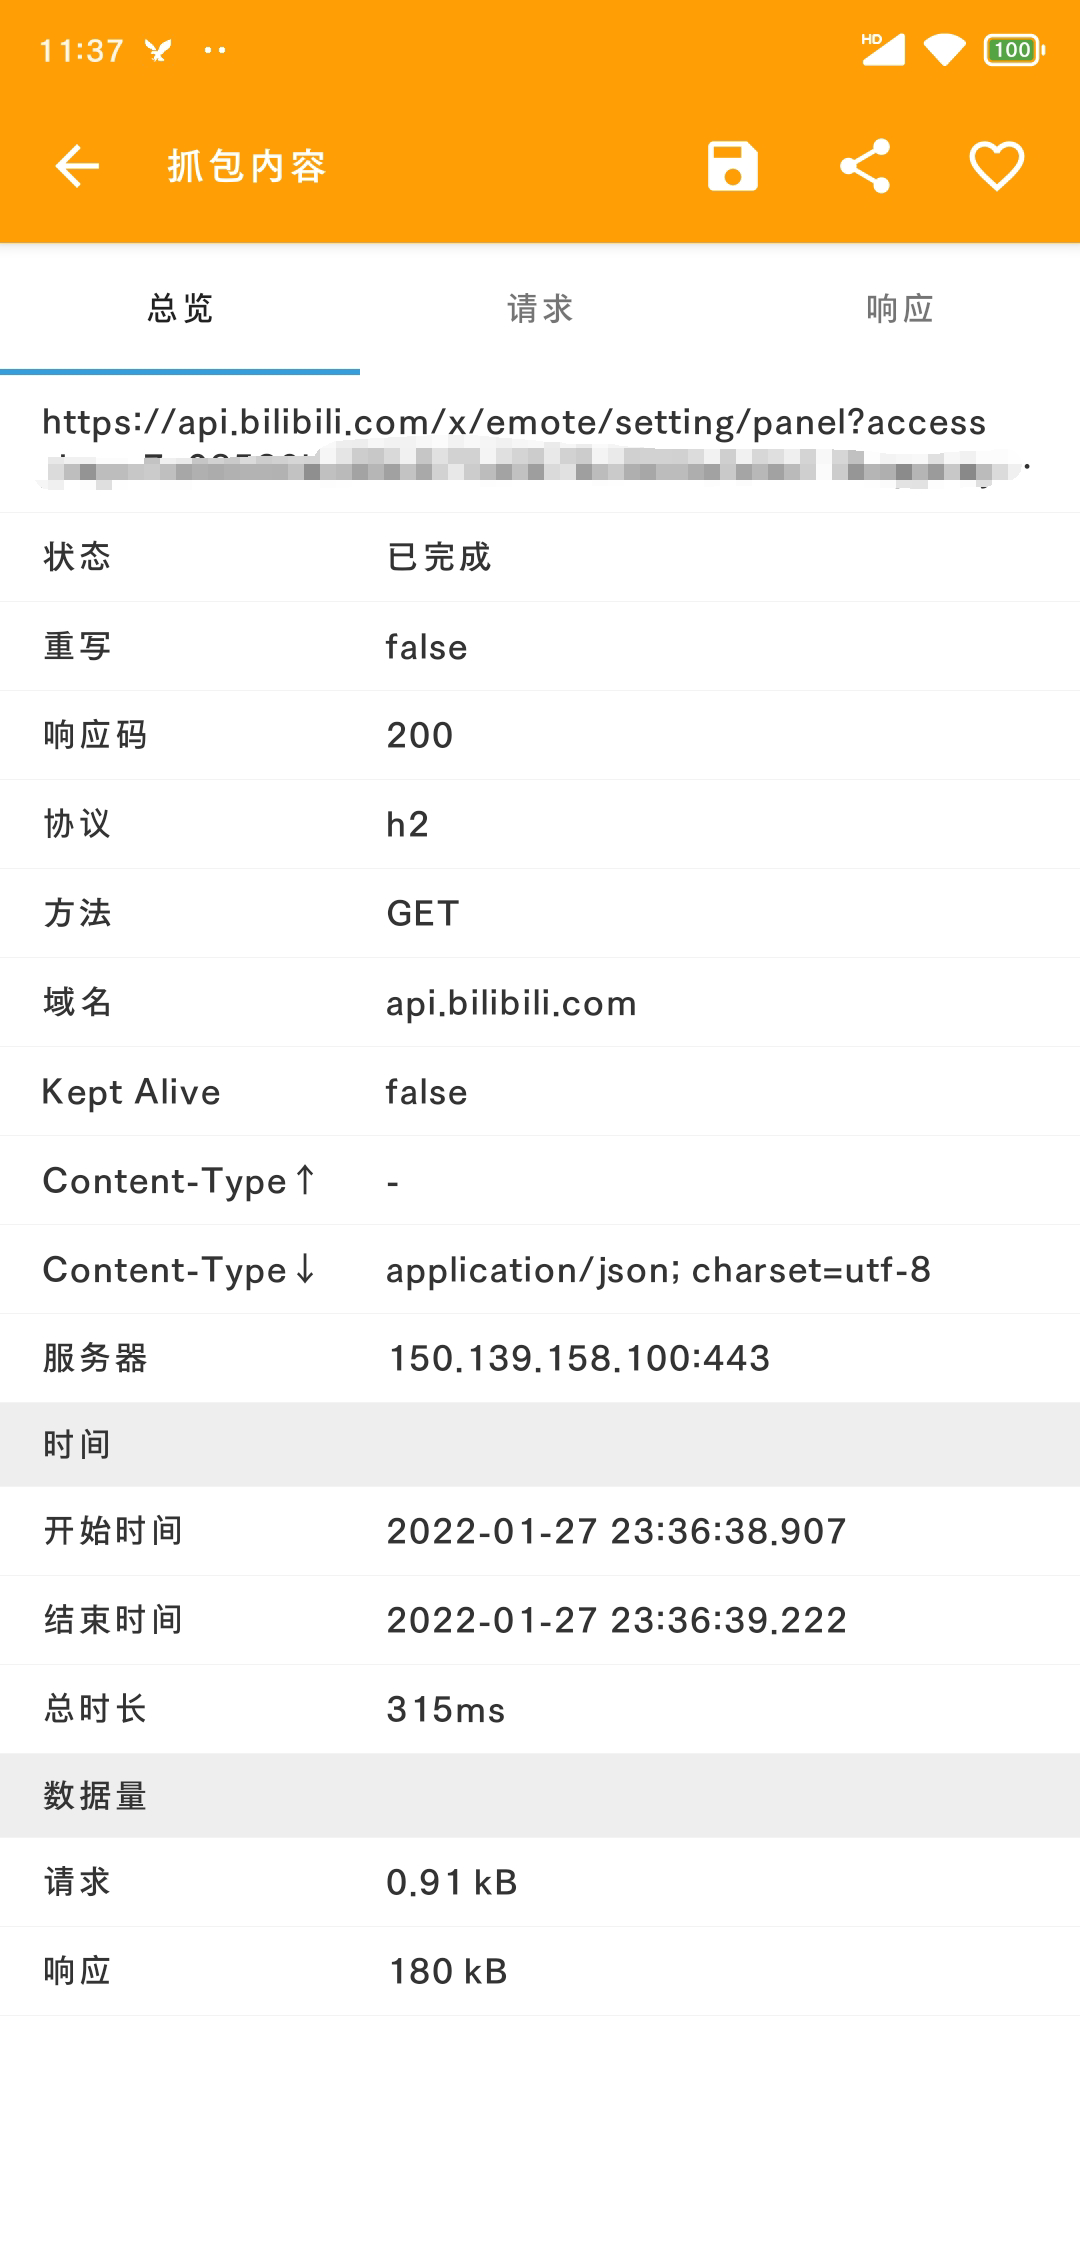 11:37
HD
100
抓包内容
总览 请求 响应
https://api.bilibili.com/x/emote/setting/panel?access
状态 已完成
重写 false
响应码 200
协议 h2
方法 GET
域名 api.bilibili.com
Kept Alive false
Content-Type↑ -
Content-Type↓ application/json; charset=utf-8
服务器 150.139.158.100:443
时间
开始时间 2022-01-27 23:36:38.907
结束时间 2022-01-27 23:36:39.222
总时长 315ms
数据量
请求 0.91 kB
响应 180 kB